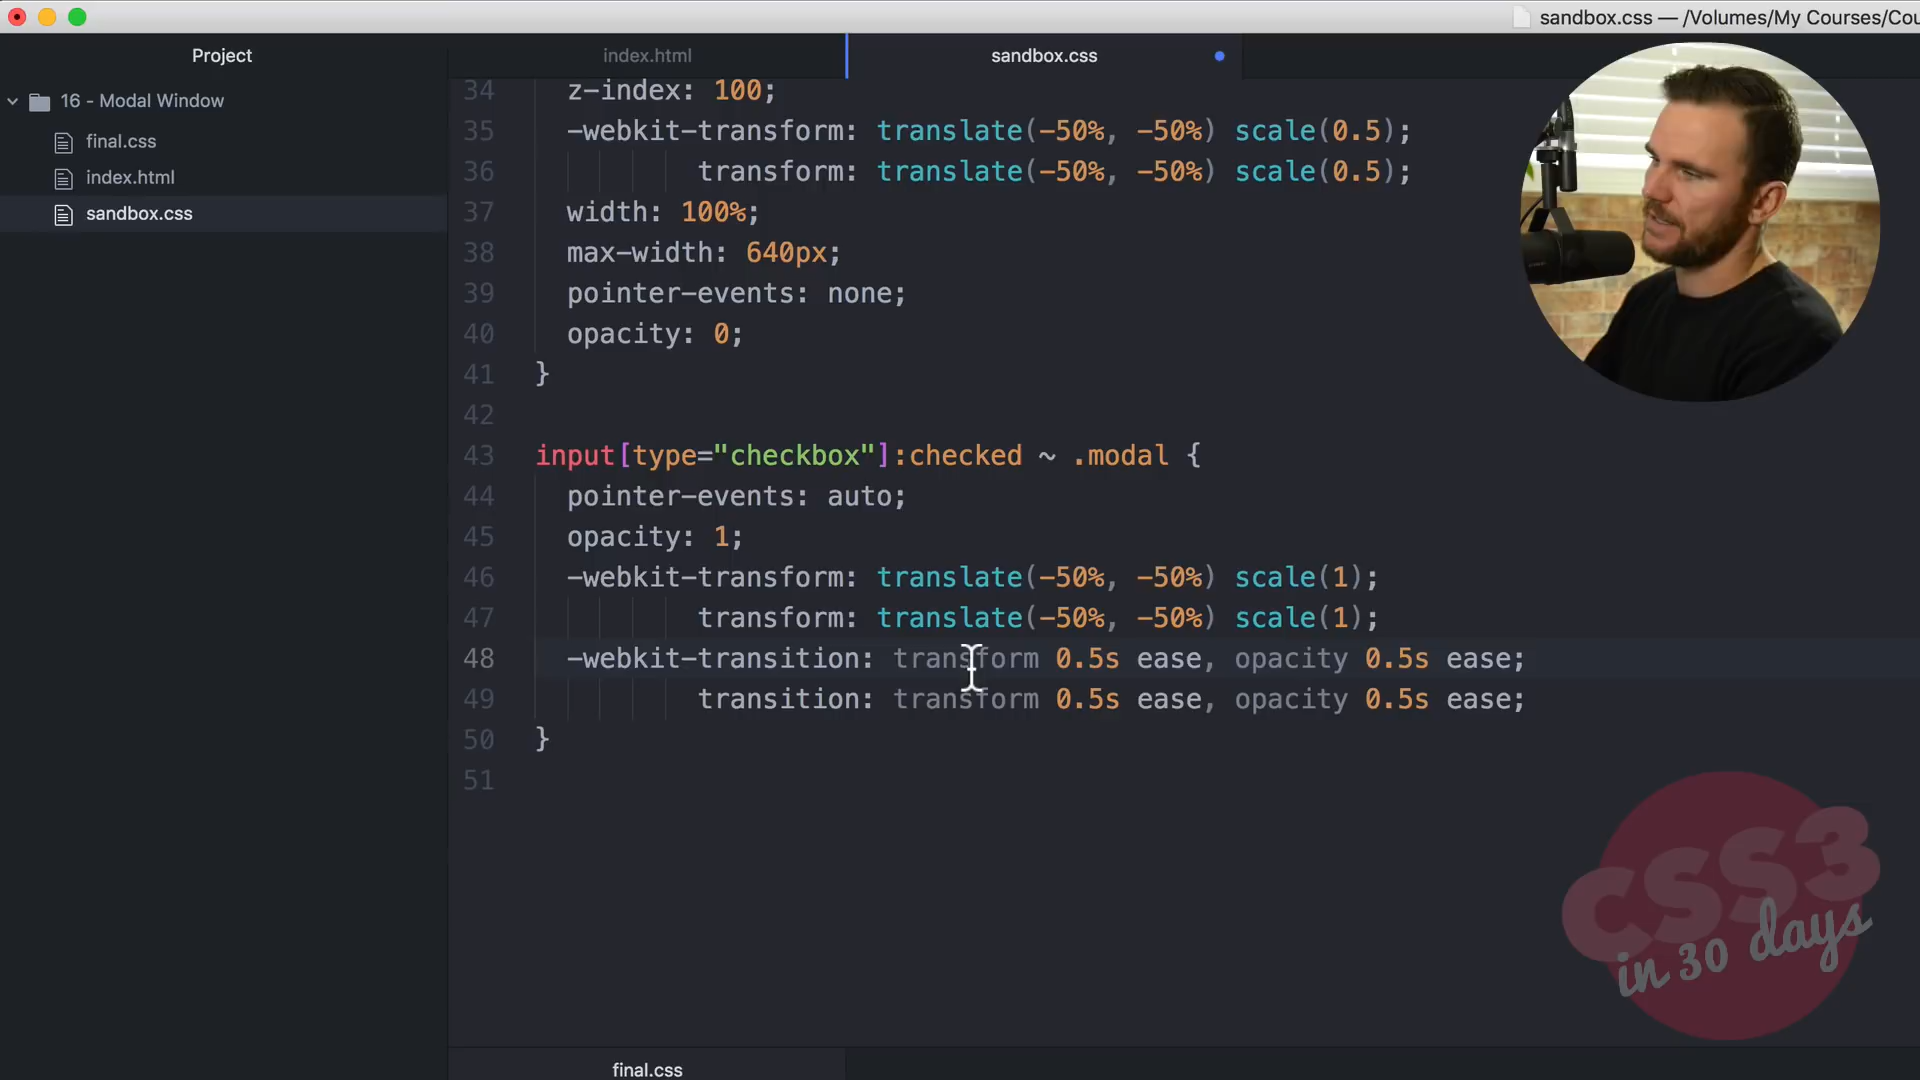 sandbox.css — /Volumes/My Courses/Cou
Project
index.html
sandbox.css
16 - Modal Window
final.css
index.html
sandbox.css
34 z-index: 100;
35 -webkit-transform: translate(-50%, -50%) scale(0.5);
36 transform: translate(-50%, -50%) scale(0.5);
37 width: 100%;
38 max-width: 640px;
39 pointer-events: none;
40 opacity: 0;
41 }
42
43 input[type="checkbox"]:checked ~ .modal {
44 pointer-events: auto;
45 opacity: 1;
46 -webkit-transform: translate(-50%, -50%) scale(1);
47 transform: translate(-50%, -50%) scale(1);
48 -webkit-transition: transform 0.5s ease, opacity 0.5s ease;
49 transition: transform 0.5s ease, opacity 0.5s ease;
50 }
51
CSS3
in 30 days
final.css